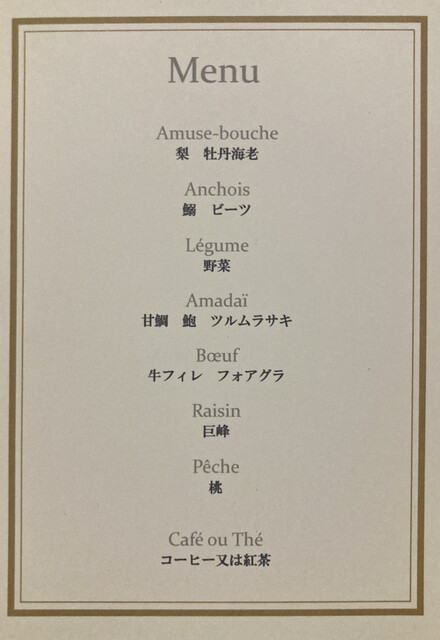 Menu
Amuse-bouche
梨　牡丹海老
Anchois
鰯　ビーツ
Légume
野菜
Amadaï
甘鯛　鮑　ツルムラサキ
Bœuf
牛フィレ　フォアグラ
Raisin
巨峰
Pêche
桃
Café ou Thé
コーヒー又は紅茶